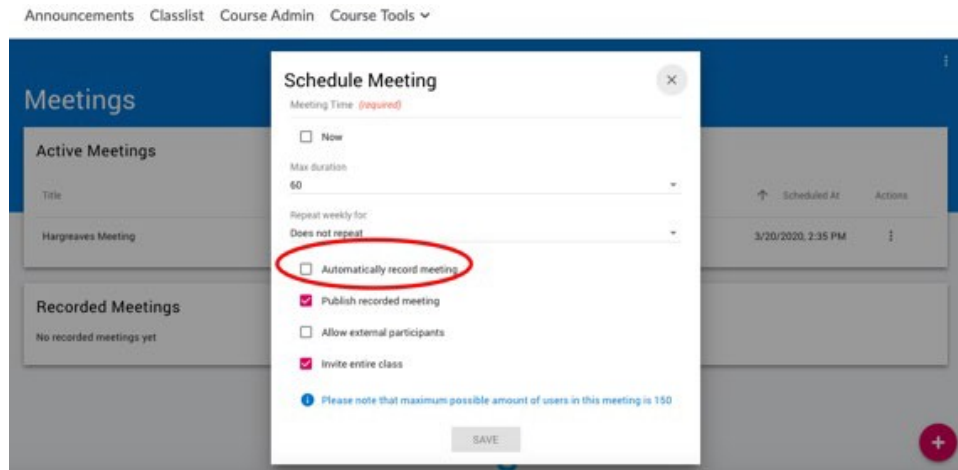 Announcements Classlist Course Admin Course Tools
Meetings
Active Meetings
Title
Scheduled At Actions
Hargreaves Meeting
3/20/2020, 2:35 PM
Recorded Meetings
No recorded meetings yet
Schedule Meeting
Meeting Time (required)
Now
Max duration
60
Repeat weekly for:
Does not repeat
Automatically record meeting
Publish recorded meeting
Allow external participants
Invite entire class
Please note that maximum possible amount of users in this meeting is 150
SAVE